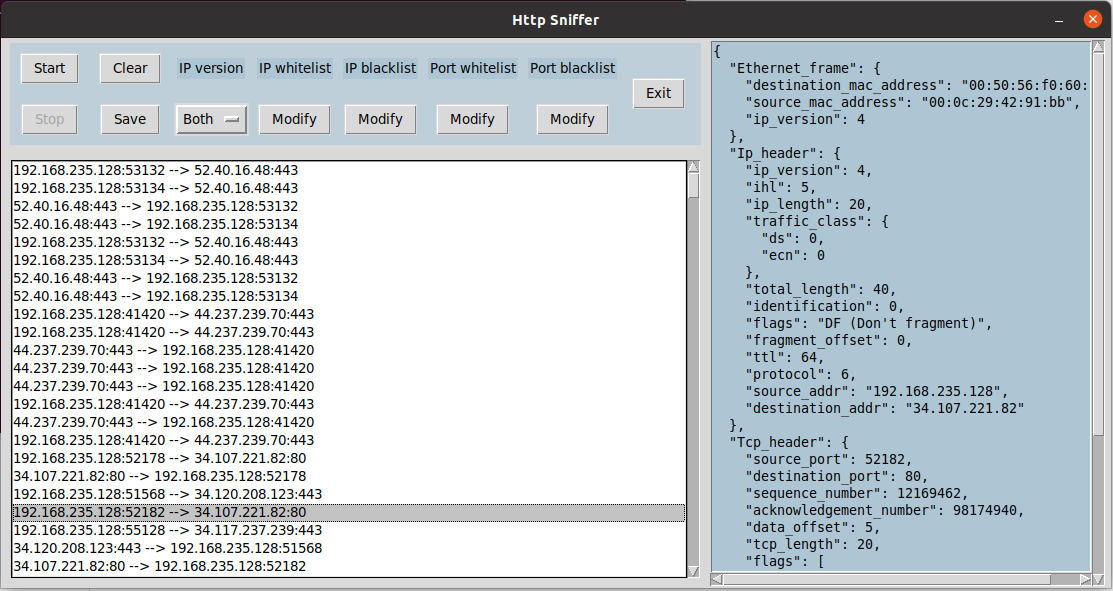 Http Sniffer
Start Clear IP version IP whitelist IP blacklist Port whitelist Port blacklist
Exit
Stop Save Both Modify Modify Modify Modify
192.168.235.128:53132 --> 52.40.16.48:443
192.168.235.128:53134 --> 52.40.16.48:443
52.40.16.48:443 --> 192.168.235.128:53132
52.40.16.48:443 --> 192.168.235.128:53134
192.168.235.128:53132 --> 52.40.16.48:443
192.168.235.128:53134 --> 52.40.16.48:443
52.40.16.48:443 --> 192.168.235.128:53132
52.40.16.48:443 --> 192.168.235.128:53134
192.168.235.128:41420 --> 44.237.239.70:443
192.168.235.128:41420 --> 44.237.239.70:443
44.237.239.70:443 --> 192.168.235.128:41420
44.237.239.70:443 --> 192.168.235.128:41420
44.237.239.70:443 --> 192.168.235.128:41420
192.168.235.128:41420 --> 44.237.239.70:443
44.237.239.70:443 --> 192.168.235.128:41420
192.168.235.128:41420 --> 44.237.239.70:443
192.168.235.128:52178 --> 34.107.221.82:80
34.107.221.82:80 --> 192.168.235.128:52178
192.168.235.128:51568 --> 34.120.208.123:443
192.168.235.128:52182 --> 34.107.221.82:80
192.168.235.128:55128 --> 34.117.237.239:443
34.120.208.123:443 --> 192.168.235.128:51568
34.107.221.82:80 --> 192.168.235.128:52182
{
"Ethernet_frame": {
"destination_mac_address": "00:50:56:f0:60:
"source_mac_address": "00:0c:29:42:91:bb",
"ip_version": 4
},
"Ip_header": {
"ip_version": 4,
"ihl": 5,
"ip_length": 20,
"traffic_class": {
"ds": 0,
"ecn": 0
},
"total_length": 40,
"identification": 0,
"flags": "DF (Don't fragment)",
"fragment_offset": 0,
"ttl": 64,
"protocol": 6,
"source_addr": "192.168.235.128",
"destination_addr": "34.107.221.82"
},
"Tcp_header": {
"source_port": 52182,
"destination_port": 80,
"sequence_number": 12169462,
"acknowledgement_number": 98174940,
"data_offset": 5,
"tcp_length": 20,
"flags": [